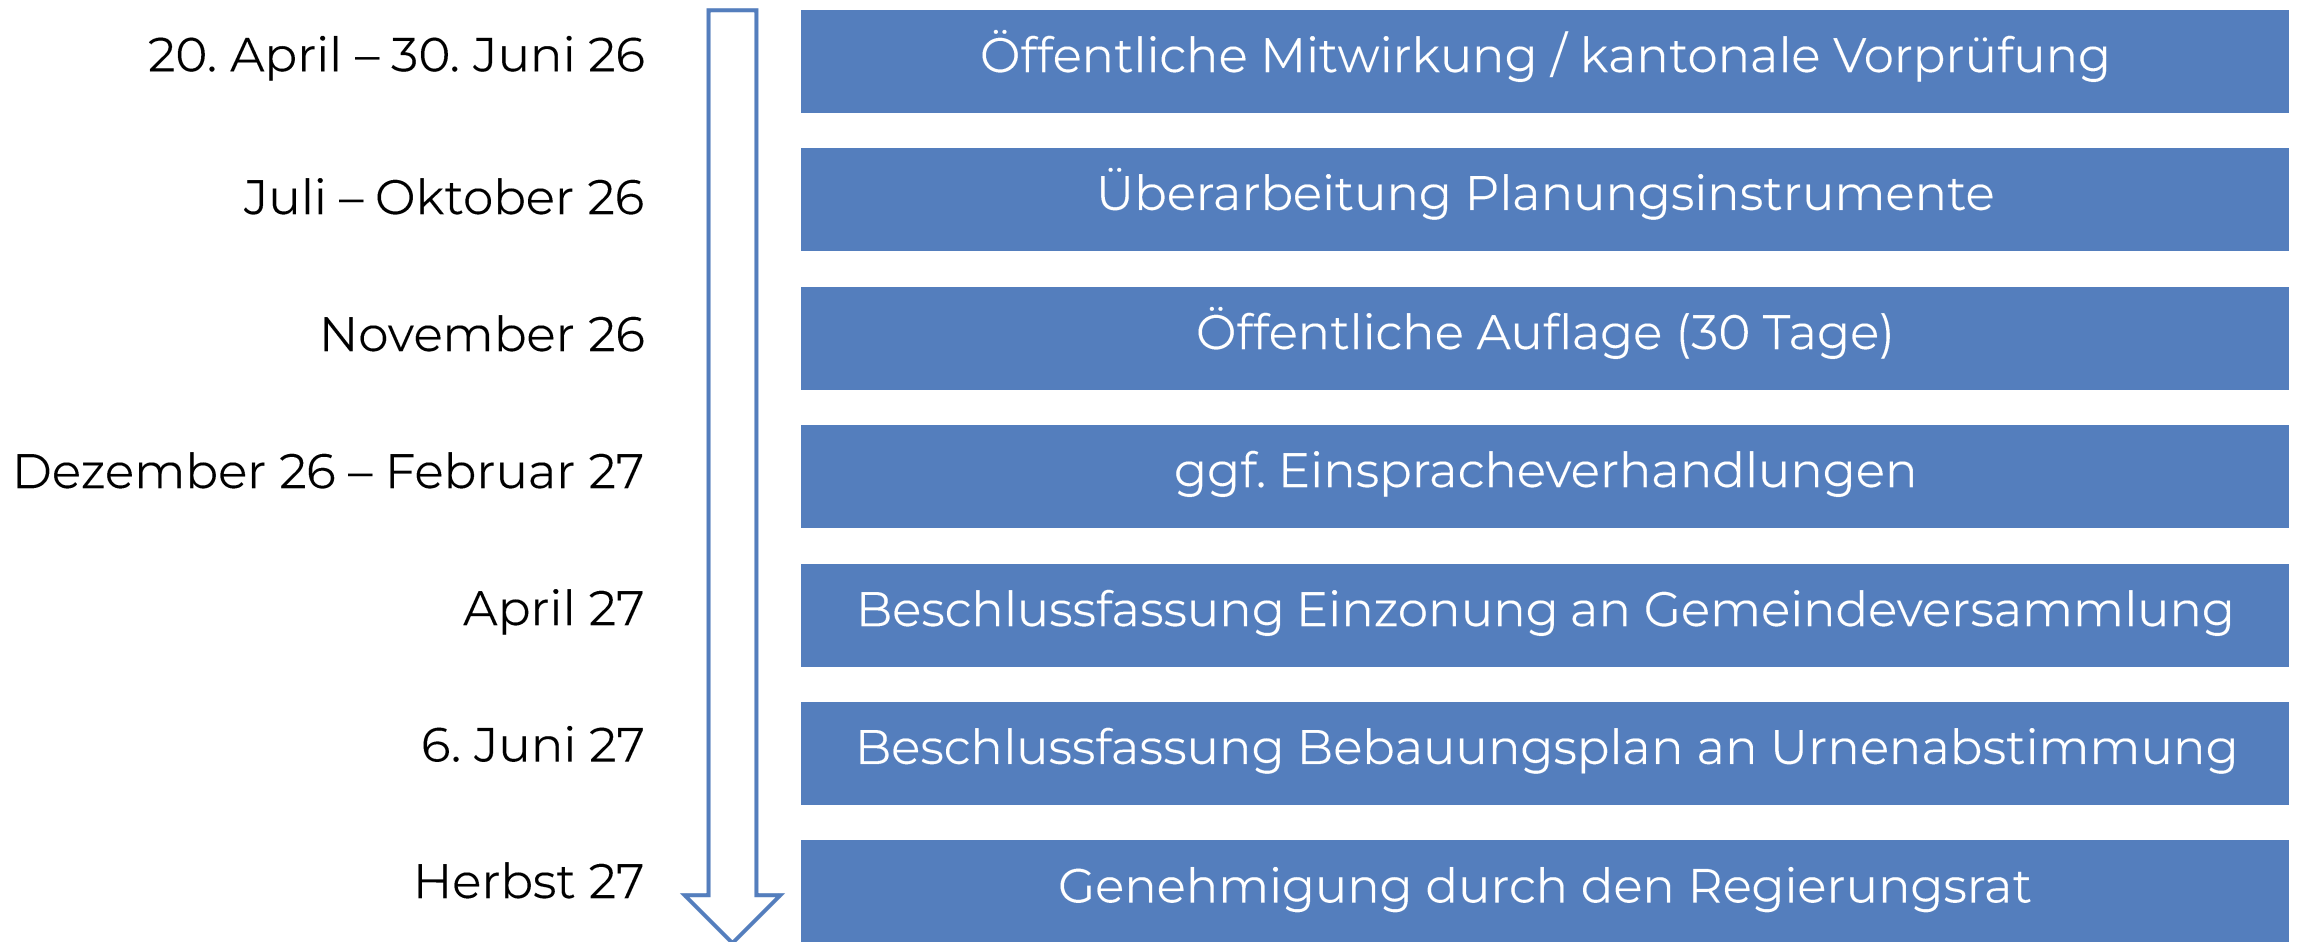 20. April – 30. Juni 26
Öffentliche Mitwirkung / kantonale Vorprüfung
Juli – Oktober 26
Überarbeitung Planungsinstrumente
November 26
Öffentliche Auflage (30 Tage)
Dezember 26 – Februar 27
ggf. Einspracheverhandlungen
April 27
Beschlussfassung Einzonung an Gemeindeversammlung
6. Juni 27
Beschlussfassung Bebauungsplan an Urnenabstimmung
Herbst 27
Genehmigung durch den Regierungsrat